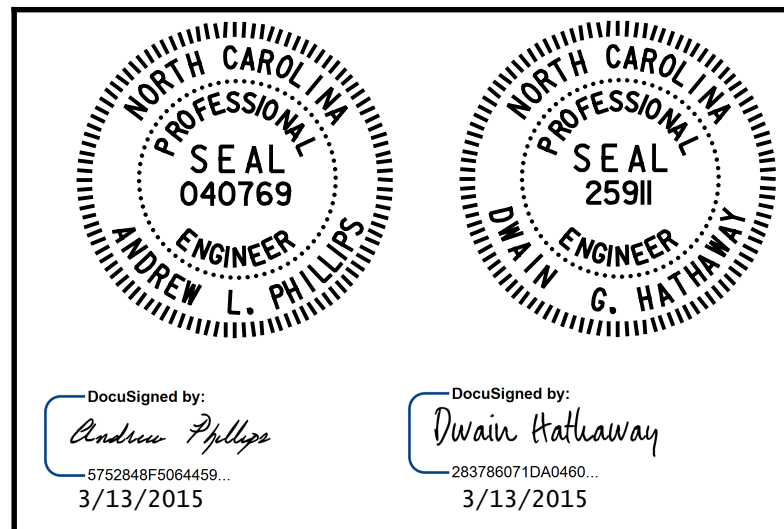 NORTH CAROLINA
PROFESSIONAL
SEAL
040769
ENGINEER
ANDREW L. PHILLIPS
NORTH CAROLINA
PROFESSIONAL
SEAL
25911
ENGINEER
DWAIN G. HATHAWAY
DocuSigned by:
Andrew Phillips
5752848F5064459...
3/13/2015
DocuSigned by:
Dwain Hathaway
283786071DA0460...
3/13/2015